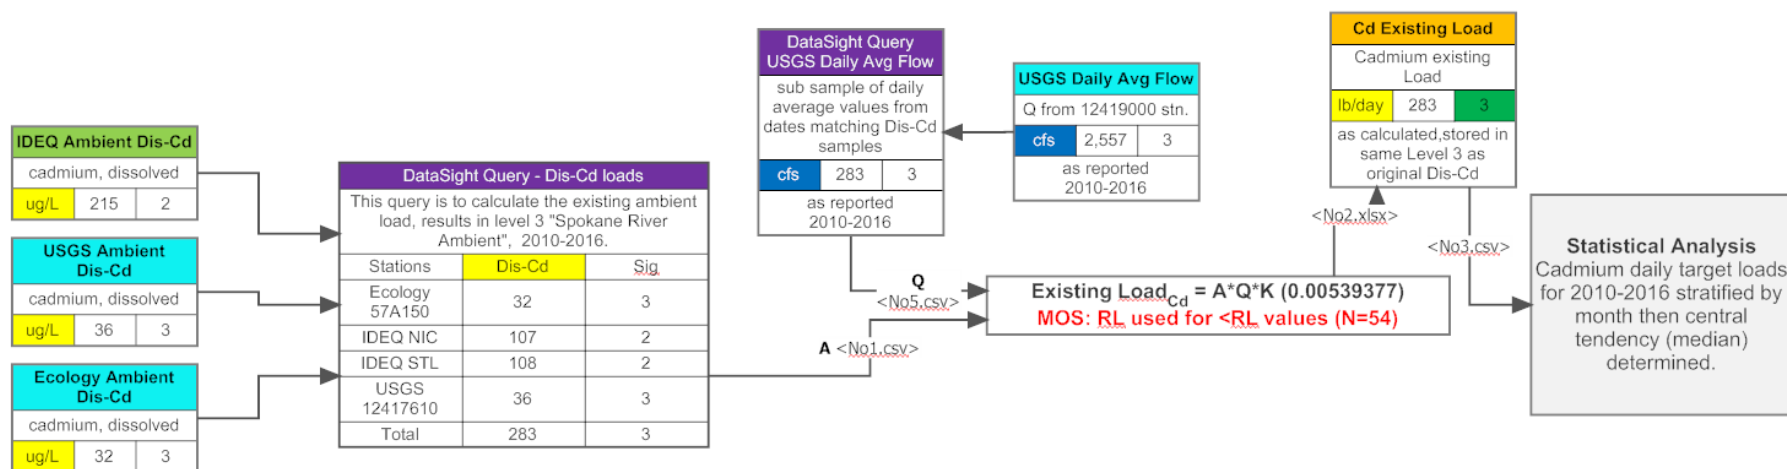 IDEQ Ambient Dis-Cd
cadmium, dissolved
ug/L 215 2
USGS Ambient
Dis-Cd
cadmium, dissolved
ug/L 36 3
Ecology Ambient
Dis-Cd
cadmium, dissolved
ug/L 32 3
DataSight Query - Dis-Cd loads
This query is to calculate the existing ambient
load, results in level 3 "Spokane River
Ambient", 2010-2016.
Stations Dis-Cd Sig
Ecology
57A150 32 3
IDEQ NIC 107 2
IDEQ STL 108 2
USGS
12417610 36 3
Total 283 3
DataSight Query
USGS Daily Avg Flow
sub sample of daily
average values from
dates matching Dis-Cd
samples
cfs 283 3
as reported
2010-2016
USGS Daily Avg Flow
Q from 12419000 stn.
cfs 2,557 3
as reported
2010-2016
Q
<No5.csv>
A <No1.csv>
Existing Load Cd = A*Q*K (0.00539377)
MOS: RL used for <RL values (N=54)
Cd Existing Load
Cadmium existing
Load
lb/day 283 3
as calculated,stored in
same Level 3 as
original Dis-Cd
<No2.xlsx>
<No3.csv>
Statistical Analysis
Cadmium daily target loads
for 2010-2016 stratified by
month then central
tendency (median)
determined.